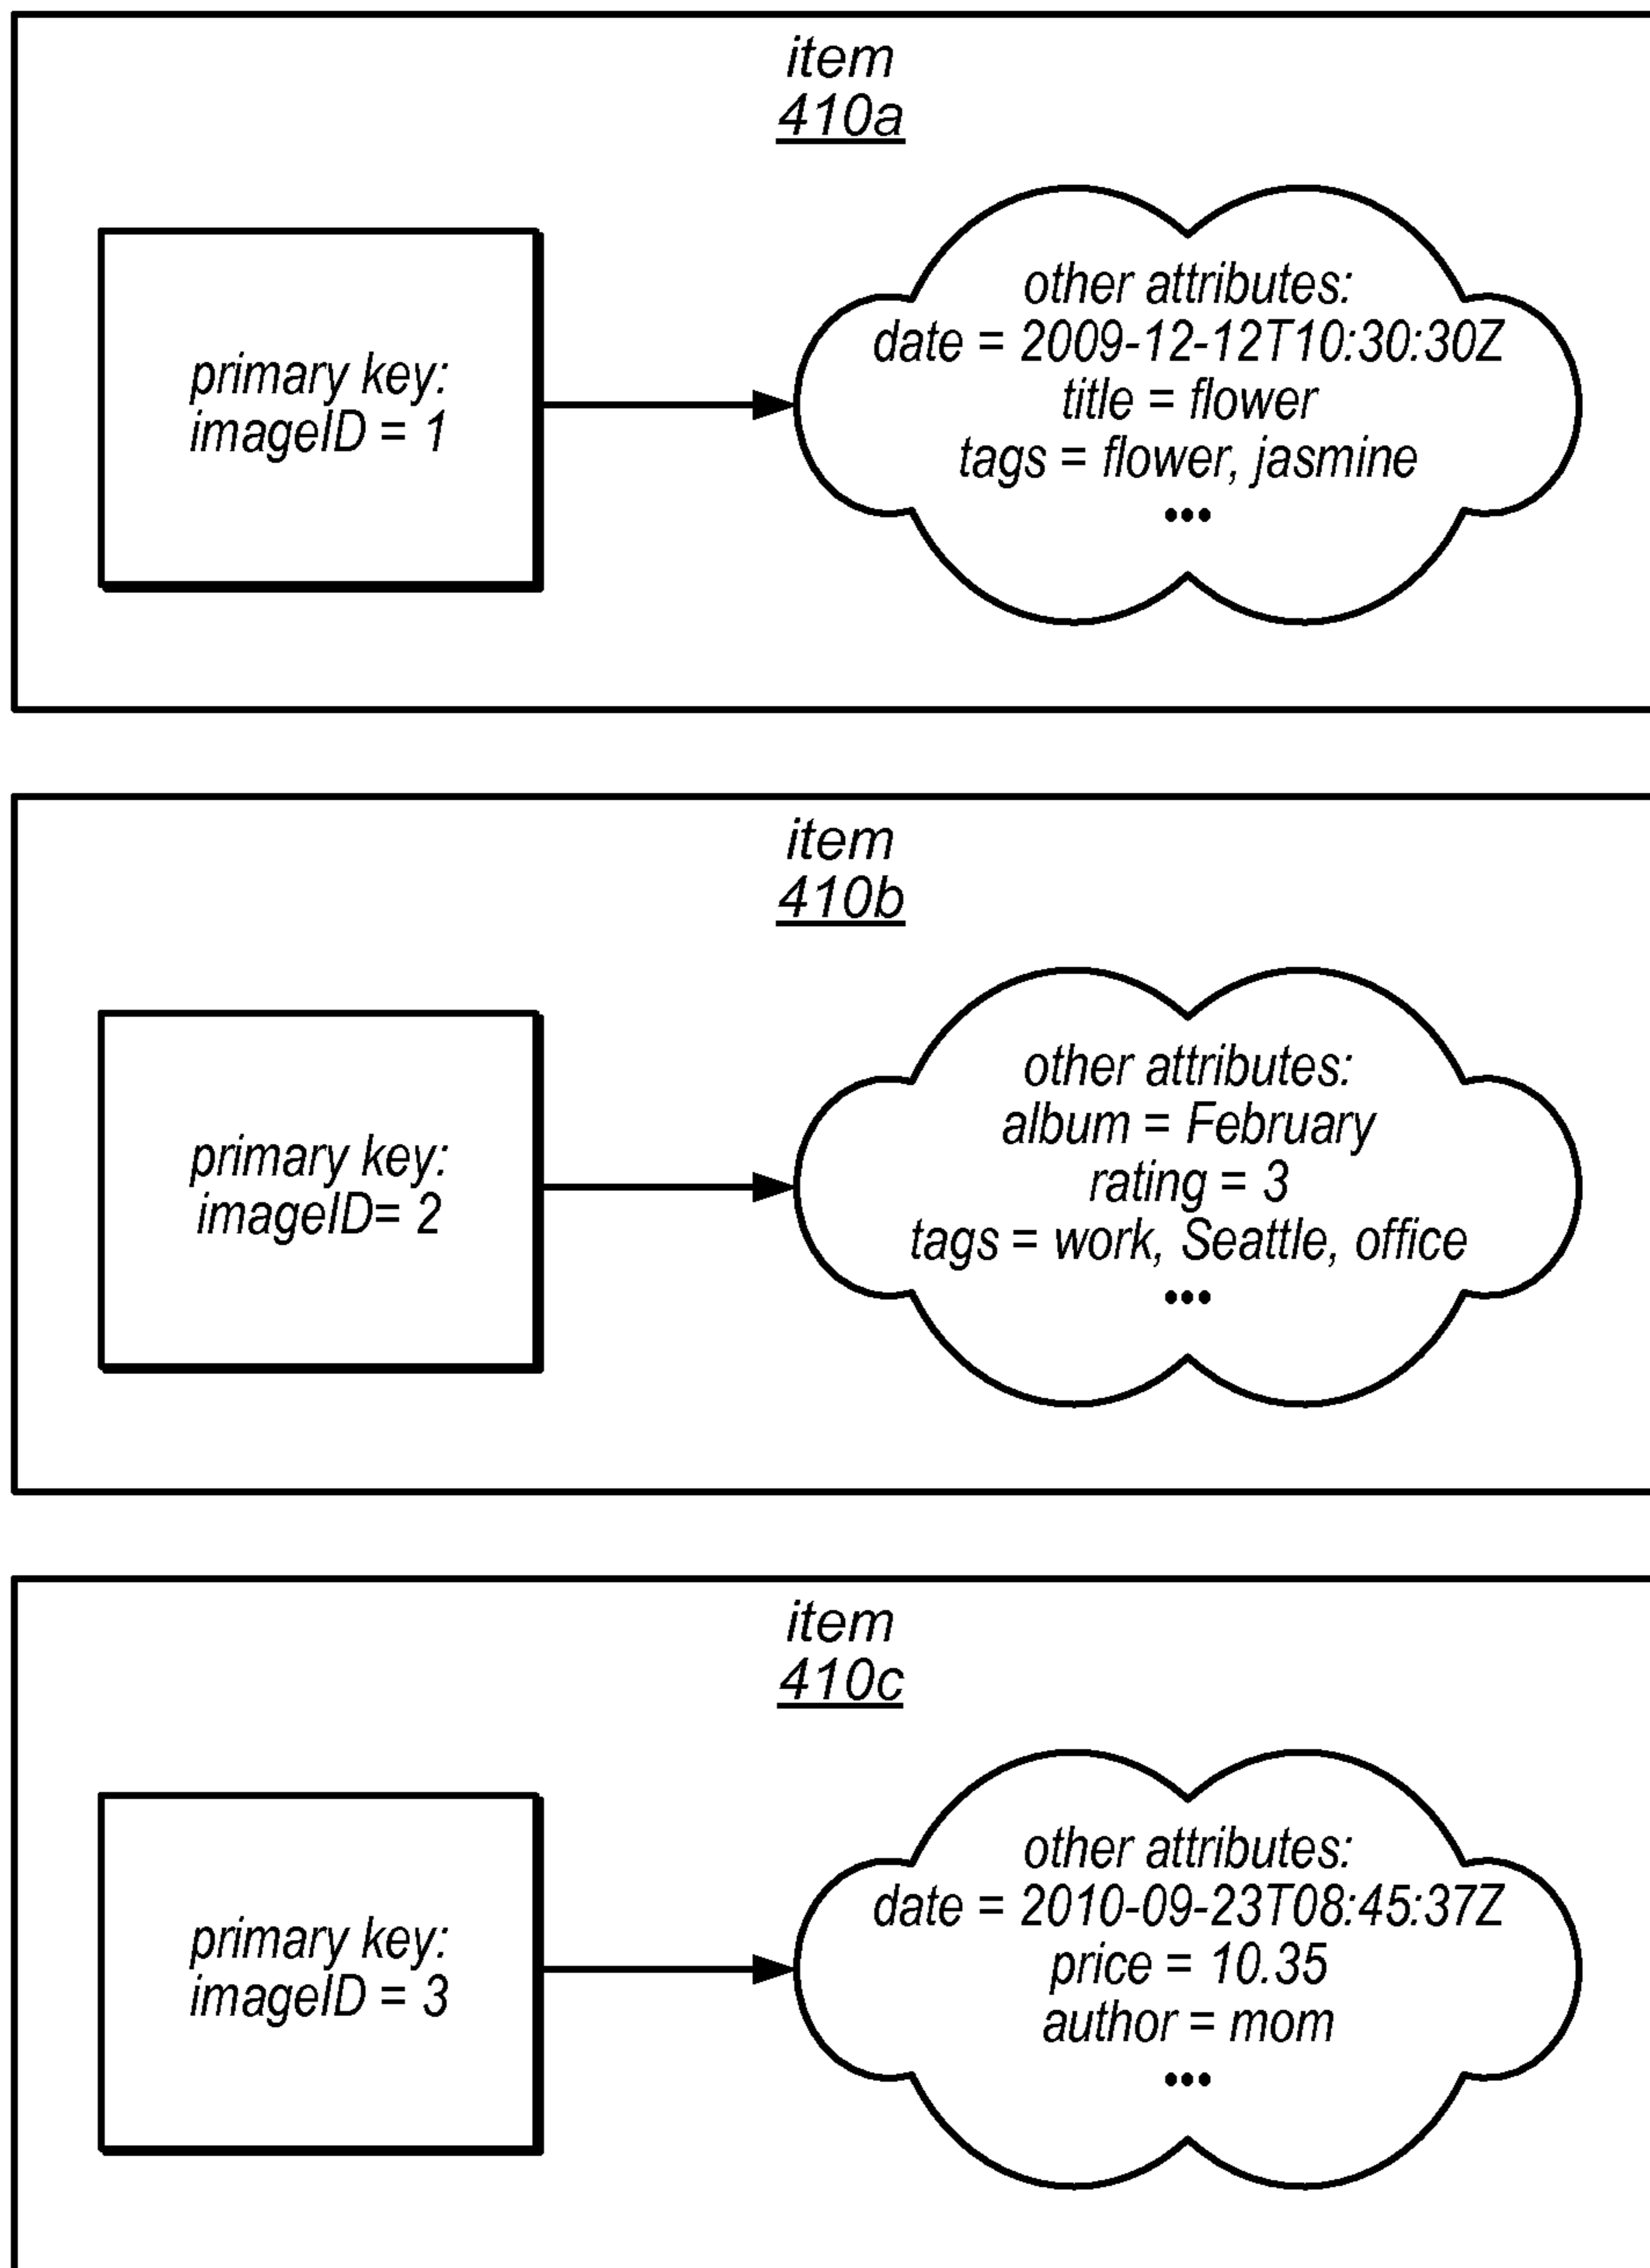 item
410a
primary key:
imageID = 1
other attributes:
date = 2009-12-12T10:30:30Z
title = flower
tags = flower, jasmine
•••
item
410b
primary key:
imageID= 2
other attributes:
album = February
rating = 3
tags = work, Seattle, office
•••
item
410c
primary key:
imageID = 3
other attributes:
date = 2010-09-23T08:45:37Z
price = 10.35
author = mom
•••